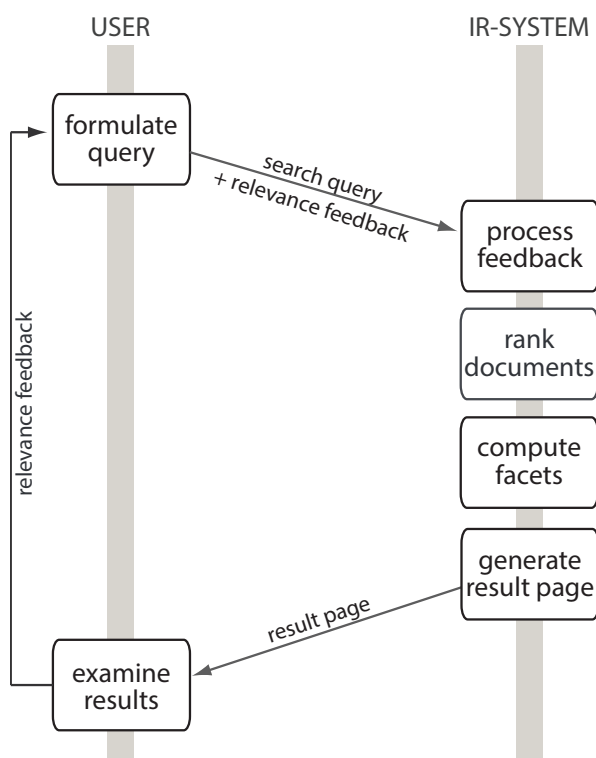 USER
IR-SYSTEM
formulate
query
search query
+ relevance feedback
process
feedback
rank
documents
relevance feedback
compute
facets
generate
result page
result page
examine
results